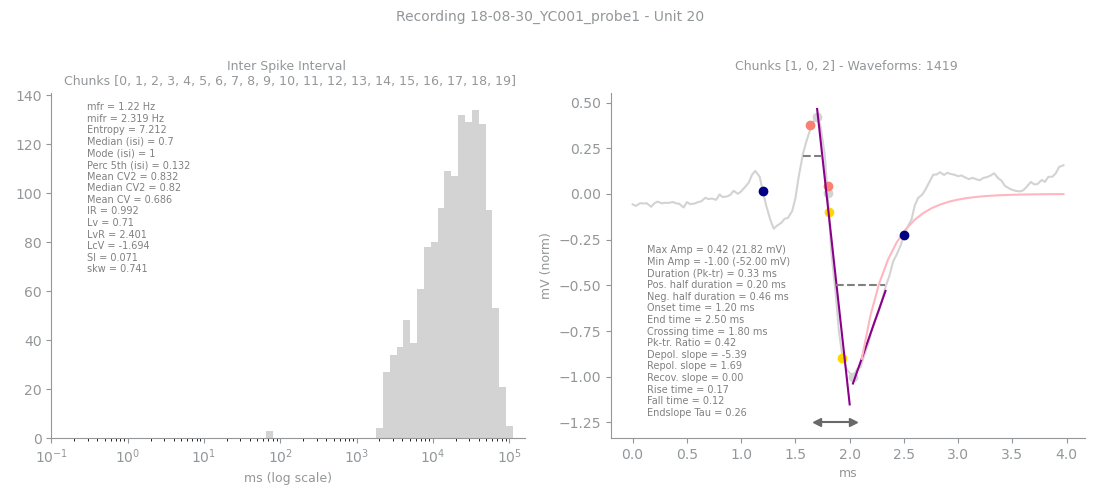 Recording 18-08-30_YC001_probe1 - Unit 20
Inter Spike Interval
Chunks [0, 1, 2, 3, 4, 5, 6, 7, 8, 9, 10, 11, 12, 13, 14, 15, 16, 17, 18, 19]
140
120
100
80
60
40
20
0
mfr = 1.22 Hz
mifr = 2.319 Hz
Entropy = 7.212
Median (isi) = 0.7
Mode (isi) = 1
Perc 5th (isi) = 0.132
Mean CV2 = 0.832
Median CV2 = 0.82
Mean CV = 0.686
IR = 0.992
Lv = 0.71
LvR = 2.401
LcV = -1.694
SI = 0.071
skw = 0.741
10⁻¹ 10⁰ 10¹ 10² 10³ 10⁴ 10⁵
ms (log scale)
Chunks [1, 0, 2] - Waveforms: 1419
mV (norm)
0.50
0.25
0.00
−0.25
−0.50
−0.75
−1.00
−1.25
Max Amp = 0.42 (21.82 mV)
Min Amp = -1.00 (-52.00 mV)
Duration (Pk-tr) = 0.33 ms
Pos. half duration = 0.20 ms
Neg. half duration = 0.46 ms
Onset time = 1.20 ms
End time = 2.50 ms
Crossing time = 1.80 ms
Pk-tr. Ratio = 0.42
Depol. slope = -5.39
Repol. slope = 1.69
Recov. slope = 0.00
Rise time = 0.17
Fall time = 0.12
Endslope Tau = 0.26
0.0 0.5 1.0 1.5 2.0 2.5 3.0 3.5 4.0
ms